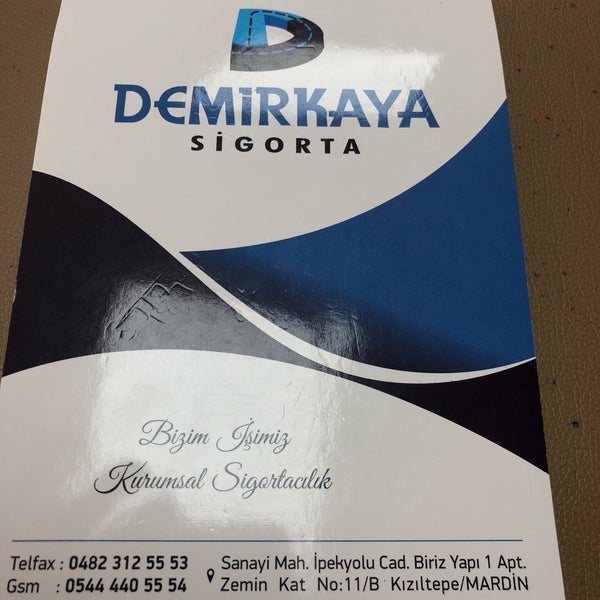 DEMİRKAYA
SİGORTA
Bizim İşimiz
Kurumsal Sigortacılık
Telfax : 0482 312 55 53
Gsm : 0544 440 55 54
Sanayi Mah. İpekyolu Cad. Biriz Yapı 1 Apt.
Zemin Kat No:11/B Kızıltepe/MARDİN